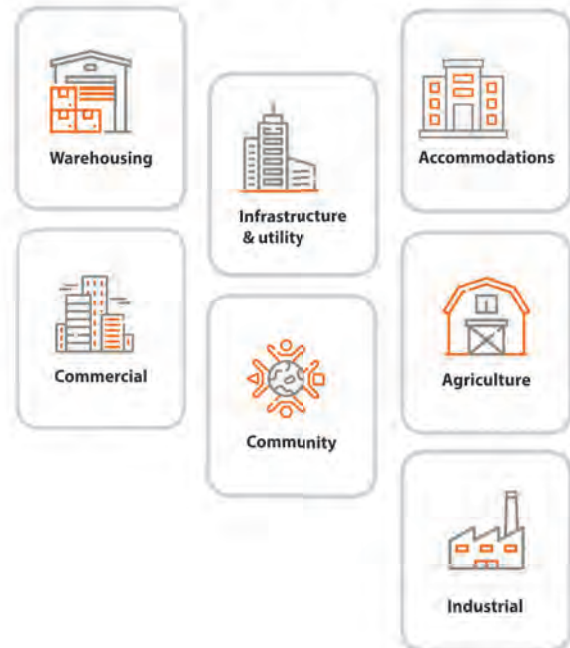 Warehousing
Accommodations
Infrastructure
& utility
Commercial
Agriculture
Community
Industrial